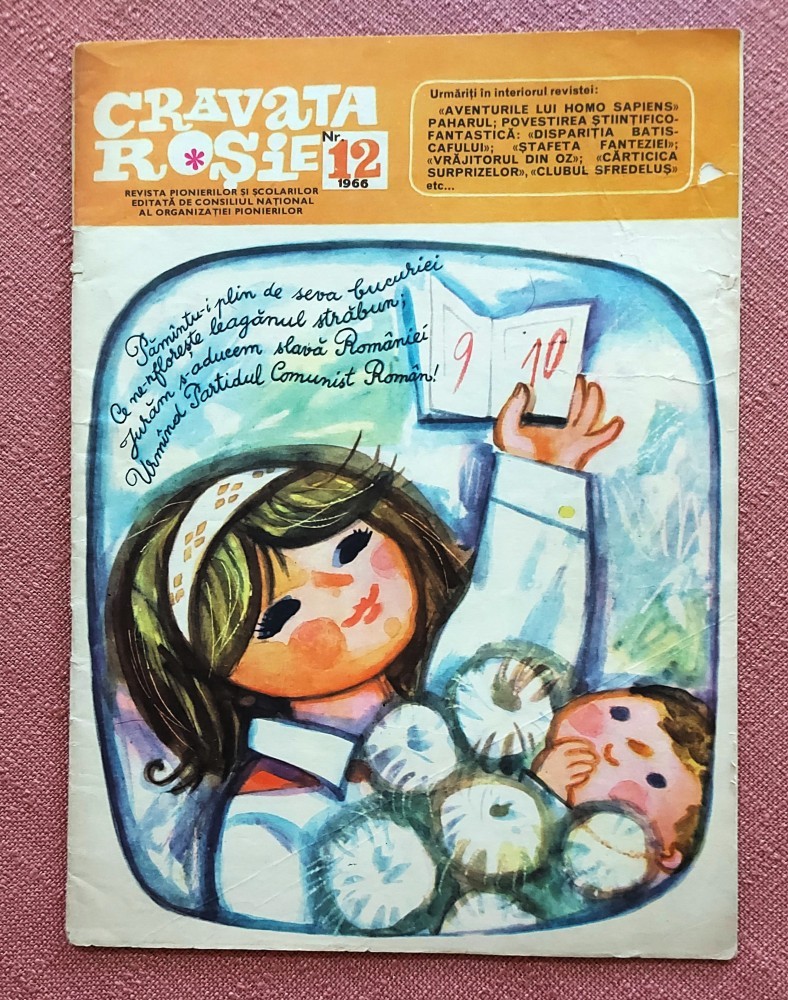 CRAVATA
ROȘIE
Nr.
12
1966
REVISTA PIONIERILOR ȘI ȘCOLARILOR
EDITATĂ DE CONSILIUL NAȚIONAL
AL ORGANIZAȚIEI PIONIERILOR
Urmăriți în interiorul revistei:
«AVENTURILE LUI HOMO SAPIENS»
PAHARUL; POVESTIREA ȘTIINȚIFICO-
FANTASTICĂ: «DISPARIȚIA BATIS-
CAFULUI»; «ȘTAFETA FANTEZIEI»;
«VRĂJITORUL DIN OZ»; «CĂRTICICA
SURPRIZELOR», «CLUBUL SFREDELUȘ»
etc...
Pămîntu-i plin de seva bucuriei
Ce ne-nflorește leagănul străbun;
Jurăm s-aducem slavă României
Urmînd Partidul Comunist Român!
9 10